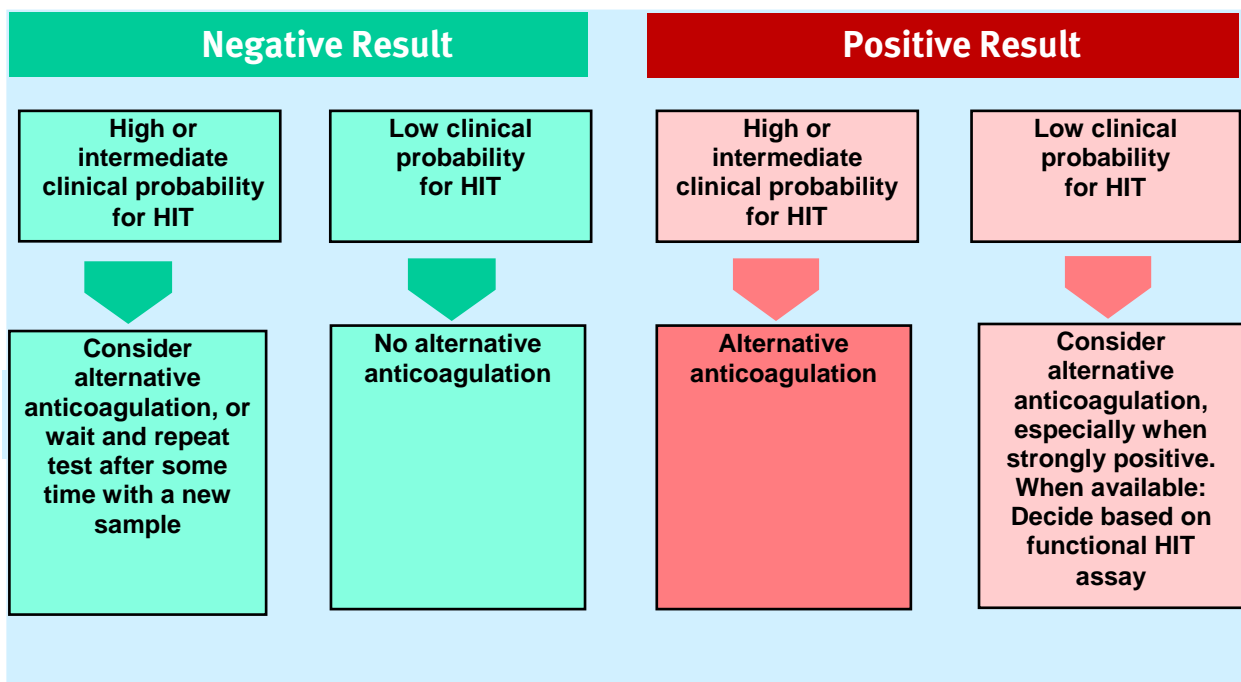 Negative Result
Positive Result
High or
intermediate
clinical probability
for HIT
Low clinical
probability
for HIT
High or
intermediate
clinical probability
for HIT
Low clinical
probability
for HIT
Consider
alternative
anticoagulation, or
wait and repeat
test after some
time with a new
sample
No alternative
anticoagulation
Alternative
anticoagulation
Consider
alternative
anticoagulation,
especially when
strongly positive.
When available:
Decide based on
functional HIT
assay